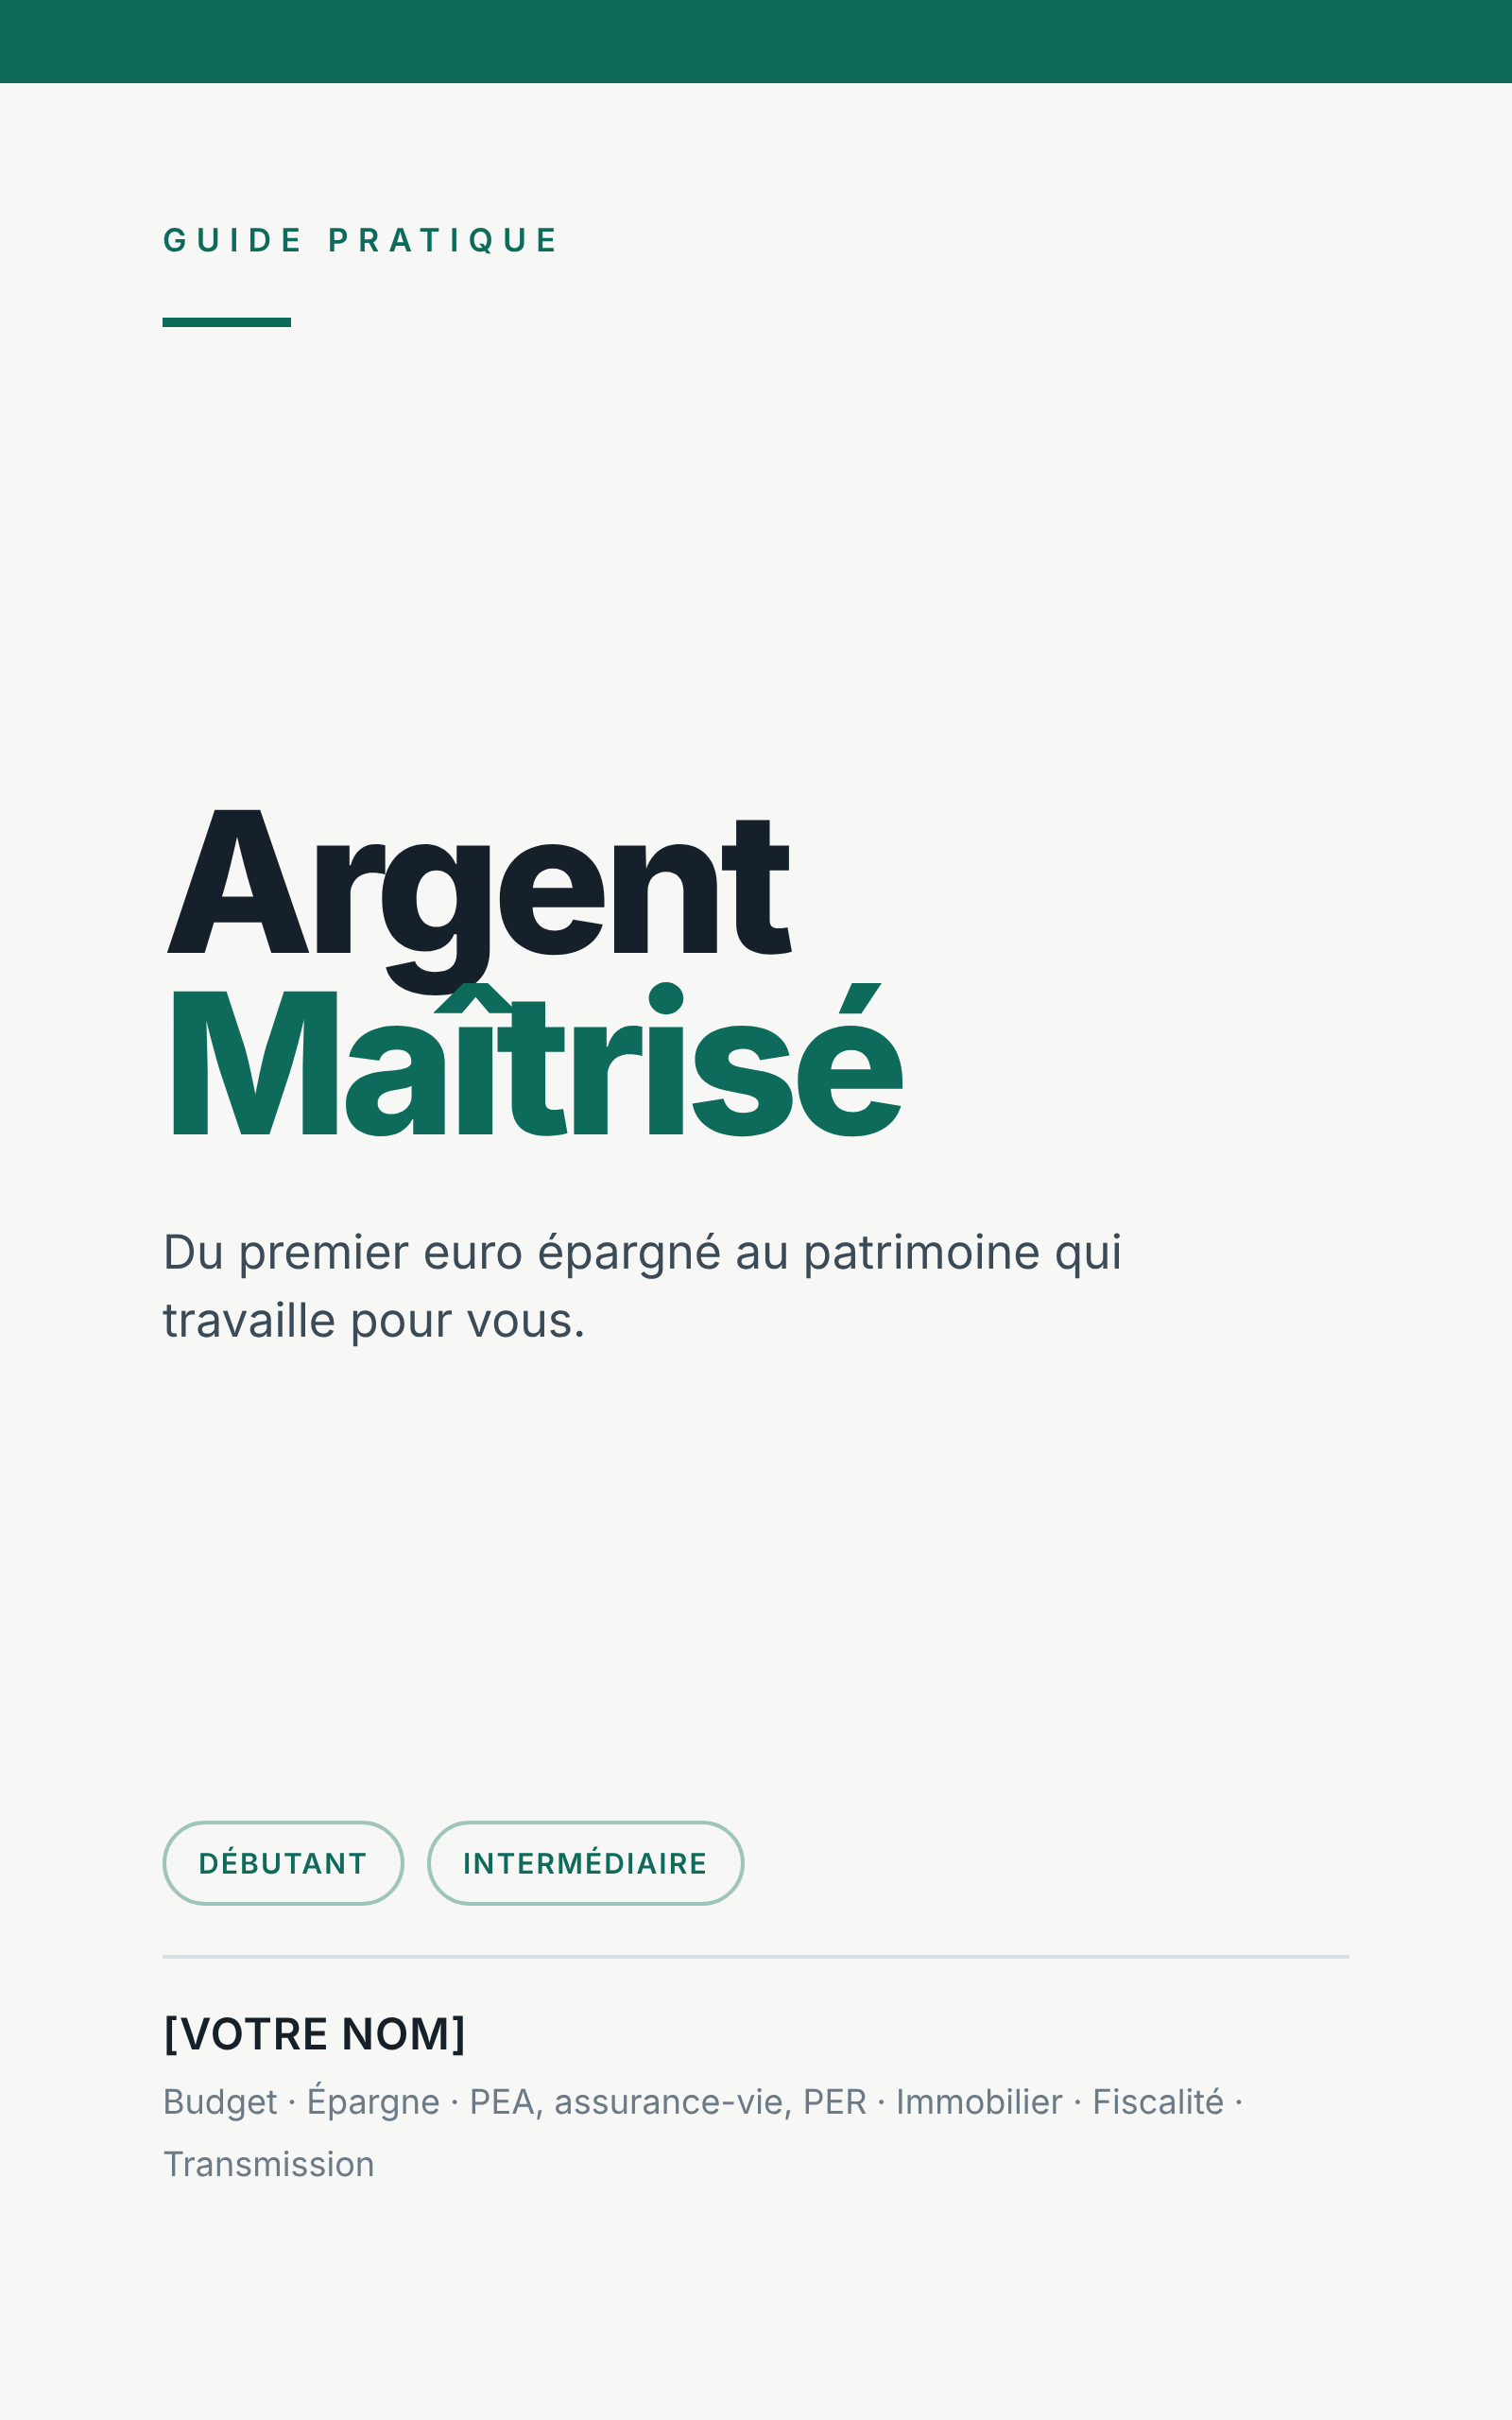 GUIDE PRATIQUE
Argent
Maîtrisé
Du premier euro épargné au patrimoine qui
travaille pour vous.
DÉBUTANT INTERMÉDIAIRE
[VOTRE NOM]
Budget · Épargne · PEA, assurance-vie, PER · Immobilier · Fiscalité ·
Transmission